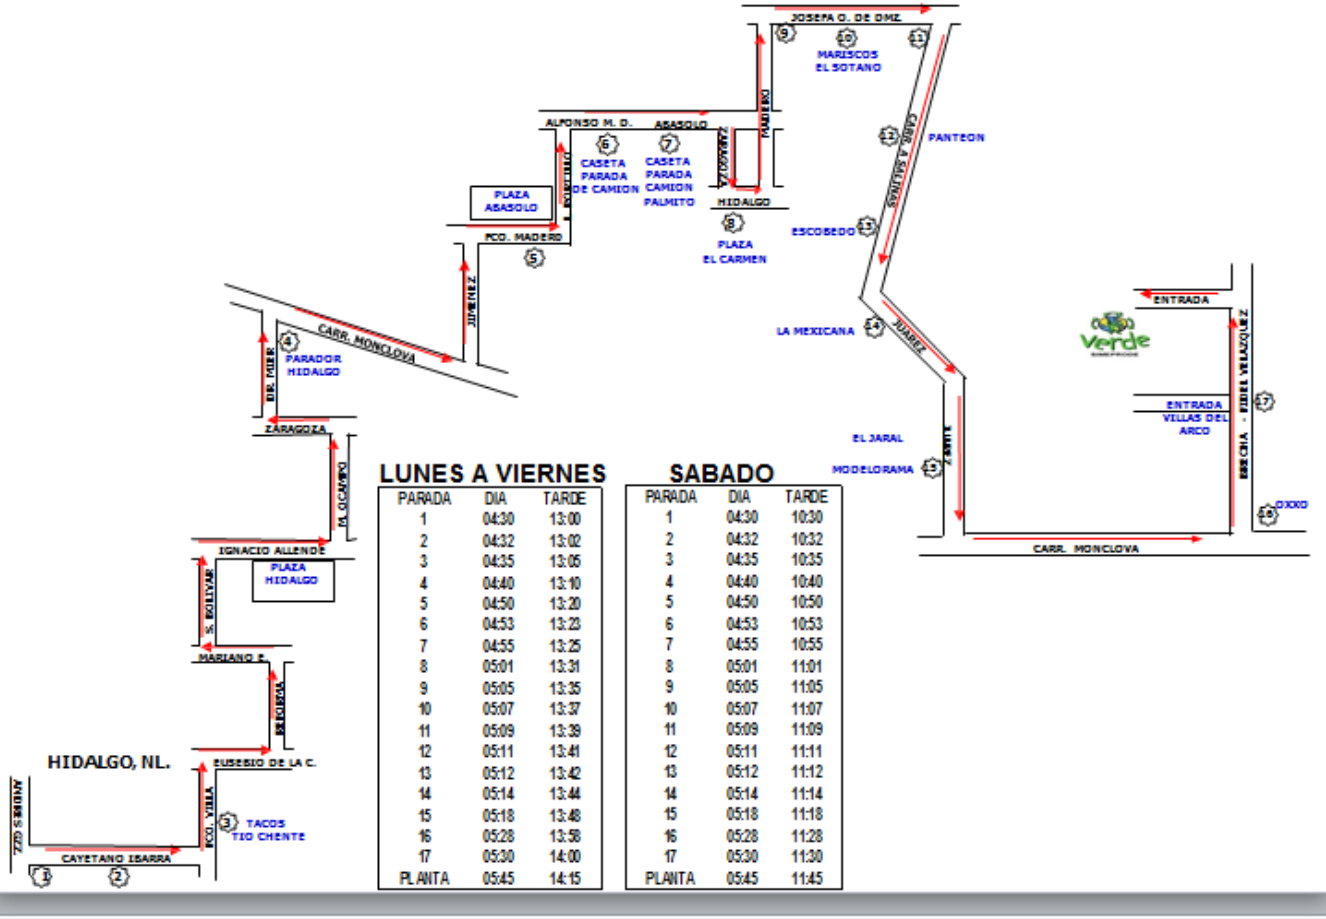 JOSEFA O. DE DMZ.
9
10
11
MARISCOS
EL SOTANO
MADERO
ALFONSO M. D.
ABASOLO
ZARAGOZA
6
7
CASETA
PARADA
DE CAMION
CASETA
PARADA
CAMION
PALMITO
12
PANTEON
CARR. A SALINAS
PLAZA
ABASOLO
HIDALGO
8
PLAZA
EL CARMEN
ESCOBEDO
13
FCO. MADERO
5
JIMENEZ
CARR. MONCLOVA
4
PARADOR
HIDALGO
DR. MIER
LA MEXICANA
14
JUAREZ
ENTRADA
Verde
BRECHA - FIDEL VELAZQUEZ
17
ENTRADA
VILLAS DEL
ARCO
ZARAGOZA
M. OCAMPO
EL JARAL
MODELORAMA
15
16
OXXO
CARR. MONCLOVA
IGNACIO ALLENDE
PLAZA
HIDALGO
S. BOLIVAR
MARIANO E.
HIDALGO, NL.
EUSEBIO DE LA C.
ANDRES GZZ
FCO. VILLA
3
TACOS
TIO CHENTE
CAYETANO IBARRA
1
2
LUNES A VIERNES
PARADA DIA TARDE
1 04:30 13:00
2 04:32 13:02
3 04:35 13:05
4 04:40 13:10
5 04:50 13:20
6 04:53 13:23
7 04:55 13:25
8 05:01 13:31
9 05:05 13:35
10 05:07 13:37
11 05:09 13:39
12 05:11 13:41
13 05:12 13:42
14 05:14 13:44
15 05:18 13:48
16 05:28 13:58
17 05:30 14:00
PLANTA 05:45 14:15
SABADO
PARADA DIA TARDE
1 04:30 10:30
2 04:32 10:32
3 04:35 10:35
4 04:40 10:40
5 04:50 10:50
6 04:53 10:53
7 04:55 10:55
8 05:01 11:01
9 05:05 11:05
10 05:07 11:07
11 05:09 11:09
12 05:11 11:11
13 05:12 11:12
14 05:14 11:14
15 05:18 11:18
16 05:28 11:28
17 05:30 11:30
PLANTA 05:45 11:45